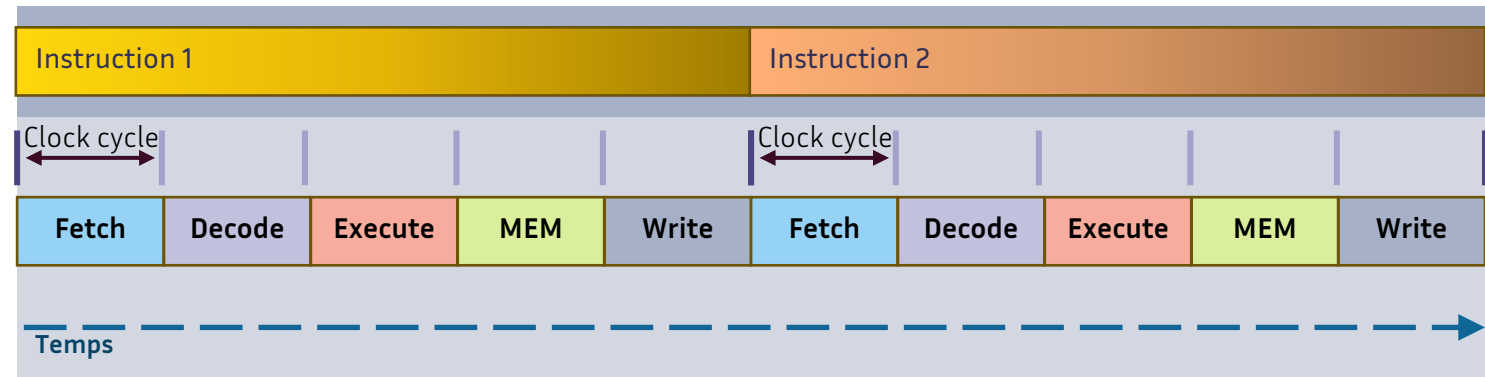 Instruction 1 Instruction 2
Clock cycle Clock cycle
Fetch Decode Execute MEM Write Fetch Decode Execute MEM Write
Temps